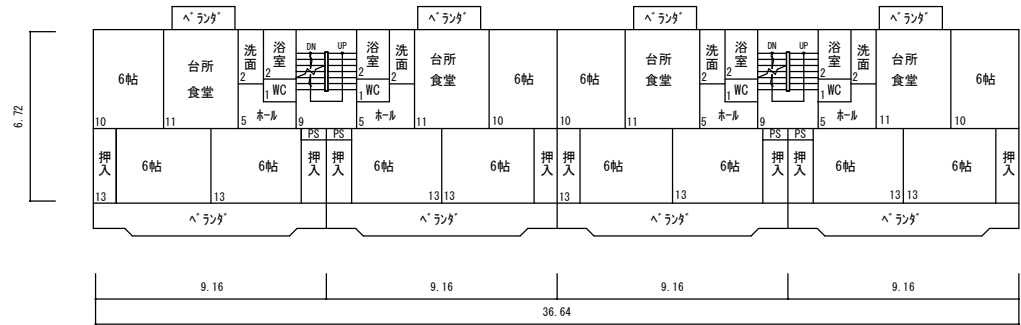 ベランダ ベランダ ベランダ ベランダ
6帖 台所 食堂 洗面 2 浴室 2 DN UP 浴室 2 洗面 2 台所 食堂 6帖 6帖 台所 食堂 洗面 2 浴室 2 DN UP 浴室 2 洗面 2 台所 食堂 6帖
1 WC 1 WC 1 WC 1 WC
10 11 5 ホール 9 5 ホール 11 10 10 11 5 ホール 9 5 ホール 11 10
PS PS PS PS
押入 6帖 6帖 押入 押入 6帖 6帖 押入 押入 6帖 6帖 押入 押入 6帖 6帖 押入
13 13 13 13 13 13 13 13
ベランダ ベランダ ベランダ ベランダ
6.72
9.16 9.16 9.16 9.16
36.64